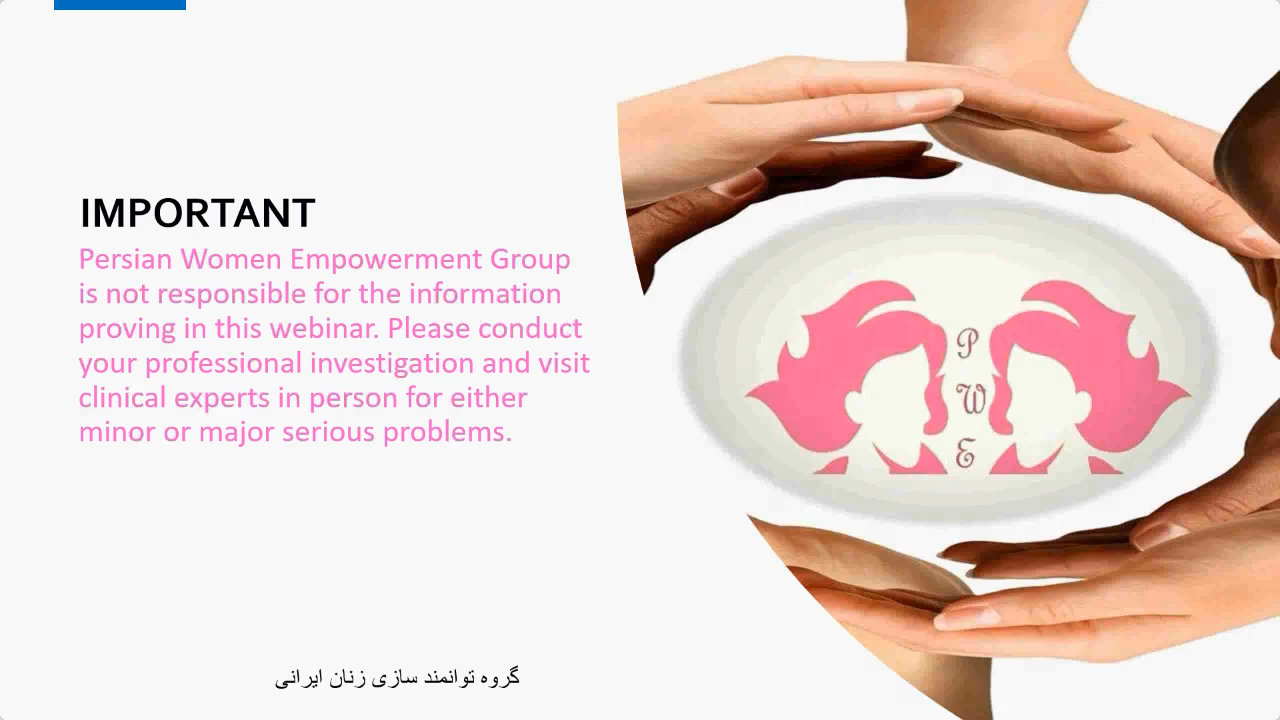 IMPORTANT
Persian Women Empowerment Group
is not responsible for the information
proving in this webinar. Please conduct
your professional investigation and visit
clinical experts in person for either
minor or major serious problems.
P
W
E
گروه توانمند سازی زنان ایرانی